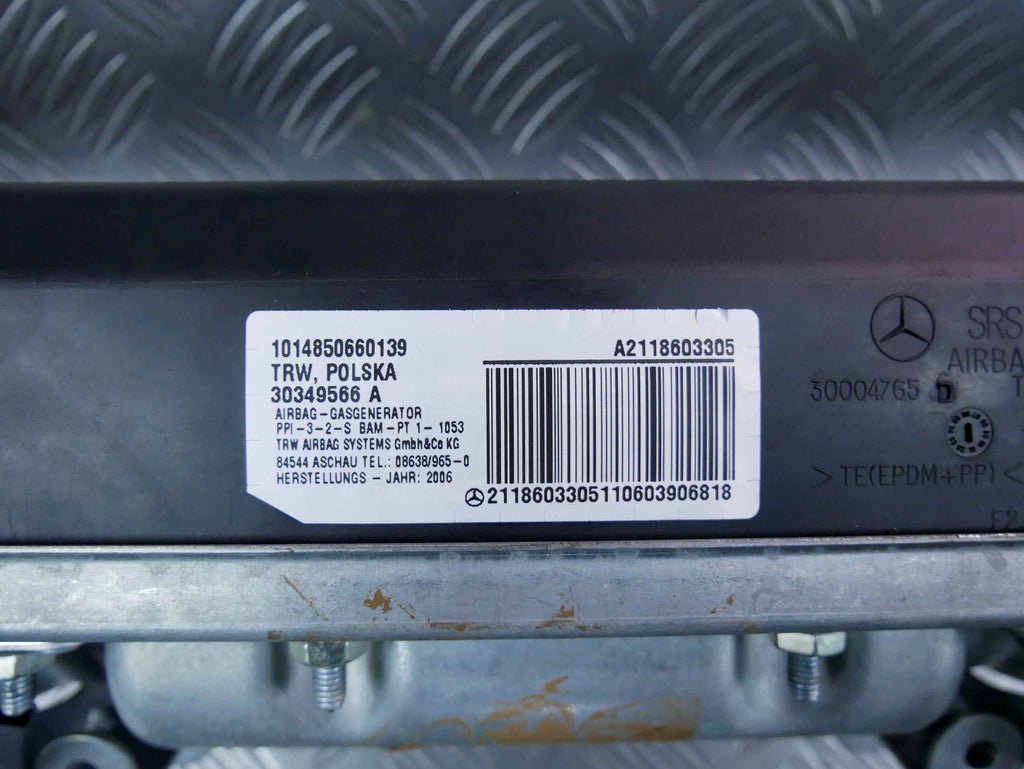 1014850660139
TRW, POLSKA
30349566 A
AIRBAG-GASGENERATOR
PPI-3-2-S BAM-PT 1-1053
TRW AIRBAG SYSTEMS GmbH&Co KG
84544 ASCHAU TEL.: 08638/965-0
HERSTELLUNGS - JAHR: 2006
A2118603305
2118603305110603906818
SRS
AIRBA
30004765 D T
>TE(EPDM+PP)<